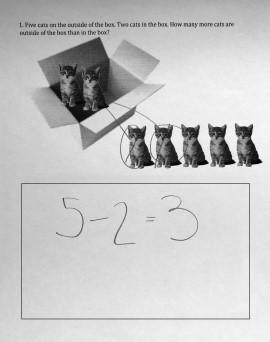 1. Five cats on the outside of the box. Two cats in the box. How many more cats are
outside of the box than in the box?
5-2=3